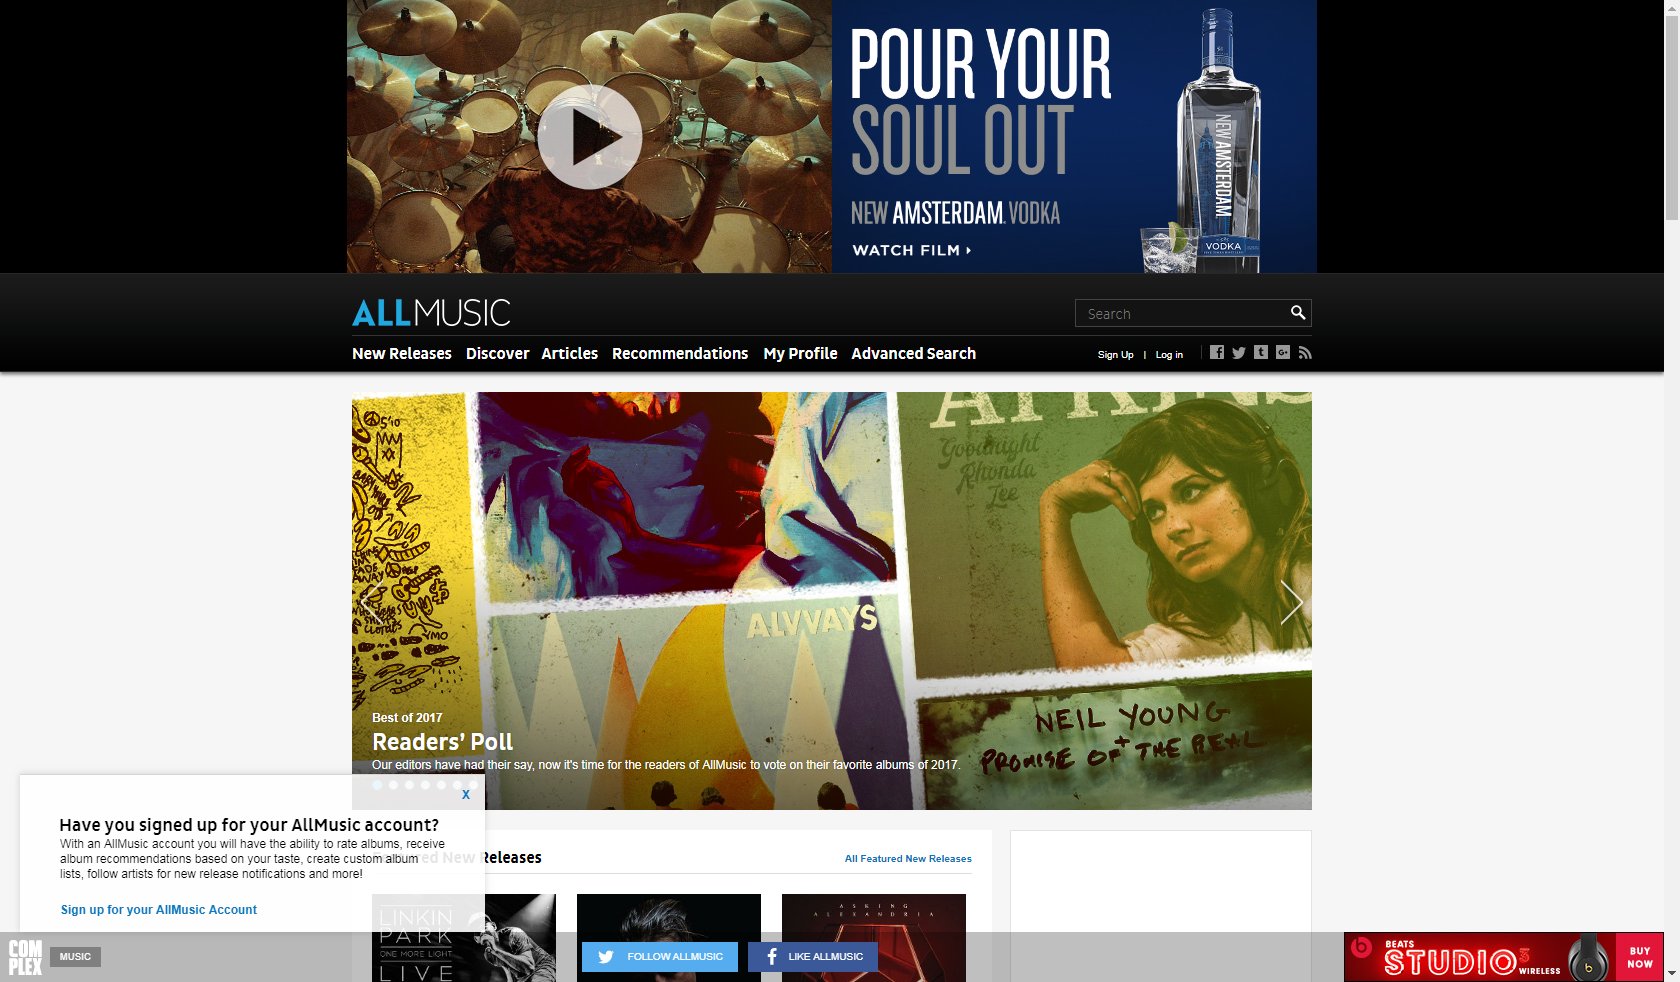 POUR YOUR
SOUL OUT
NEW AMSTERDAM. VODKA
WATCH FILM
NEW AMSTERDAM
VODKA
ALLMUSIC
Search
New Releases Discover Articles Recommendations My Profile Advanced Search
Sign Up | Log in
ATKINS
Goodnight
Rhonda
Lee
ALVVAYS
NEIL YOUNG
+
PROMISE OF THE REAL
Best of 2017
Readers' Poll
Our editors have had their say, now it's time for the readers of AllMusic to vote on their favorite albums of 2017.
X
Have you signed up for your AllMusic account?
With an AllMusic account you will have the ability to rate albums, receive
album recommendations based on your taste, create custom album
lists, follow artists for new release notifications and more!
Sign up for your AllMusic Account
Featured New Releases
All Featured New Releases
LINKIN
PARK
ONE MORE LIGHT
LIVE
ASKING
ALEXANDRIA
COM
PLEX
MUSIC
FOLLOW ALLMUSIC
LIKE ALLMUSIC
BEATS
STUDIO3
WIRELESS
BUY
NOW